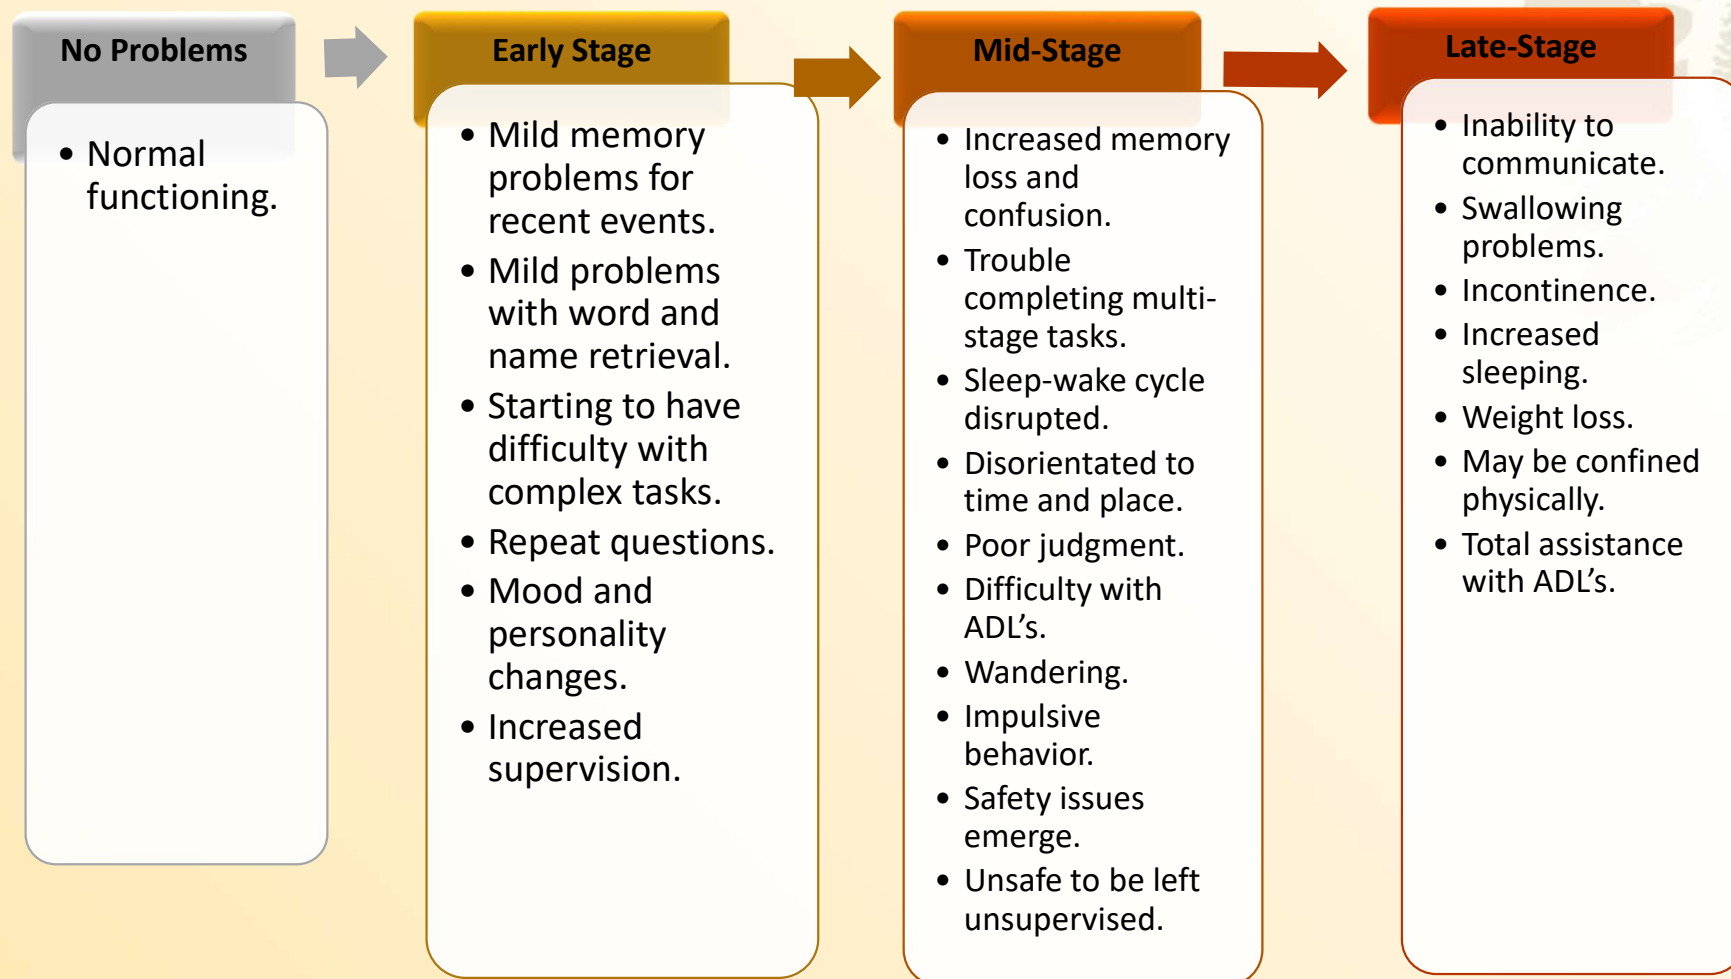 No Problems
• Normal
functioning.
Early Stage
• Mild memory
problems for
recent events.
• Mild problems
with word and
name retrieval.
• Starting to have
difficulty with
complex tasks.
• Repeat questions.
• Mood and
personality
changes.
• Increased
supervision.
Mid-Stage
• Increased memory
loss and
confusion.
• Trouble
completing multi-
stage tasks.
• Sleep-wake cycle
disrupted.
• Disorientated to
time and place.
• Poor judgment.
• Difficulty with
ADL’s.
• Wandering.
• Impulsive
behavior.
• Safety issues
emerge.
• Unsafe to be left
unsupervised.
Late-Stage
• Inability to
communicate.
• Swallowing
problems.
• Incontinence.
• Increased
sleeping.
• Weight loss.
• May be confined
physically.
• Total assistance
with ADL’s.